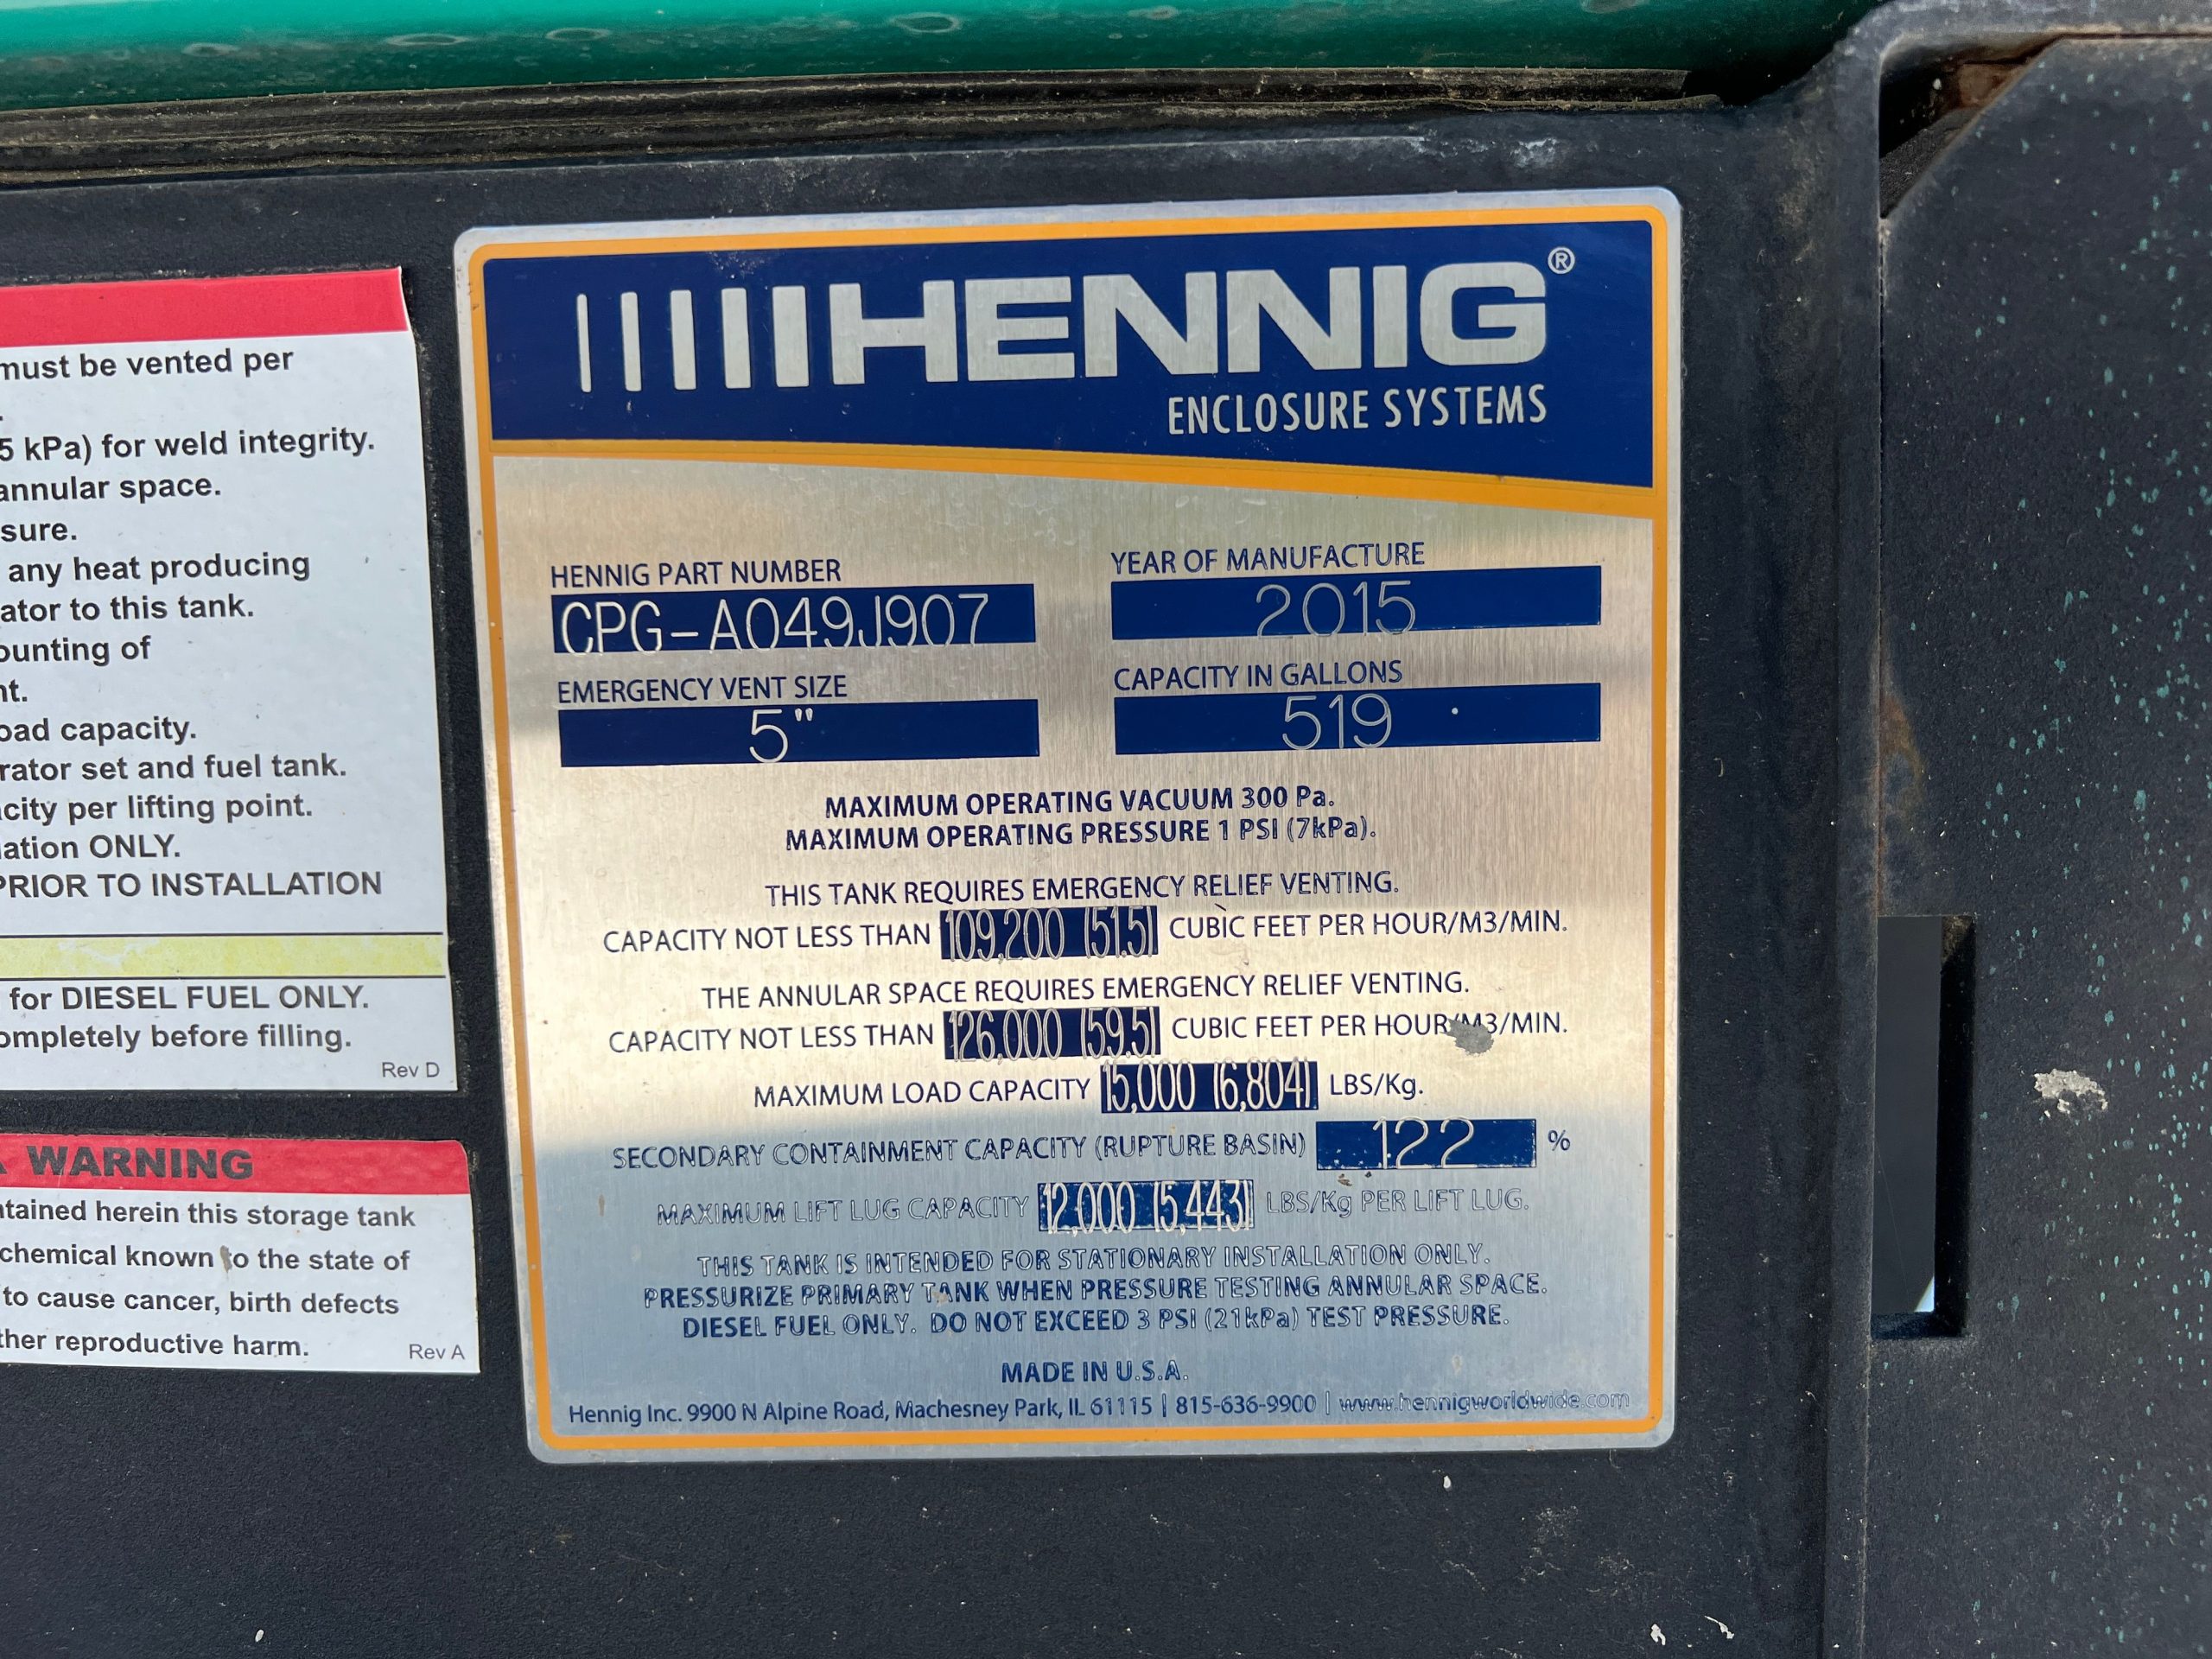 must be vented per
5 kPa) for weld integrity.
annular space.
sure.
any heat producing
ator to this tank.
ounting of
nt.
oad capacity.
rator set and fuel tank.
acity per lifting point.
ation ONLY.
PRIOR TO INSTALLATION
for DIESEL FUEL ONLY.
ompletely before filling.
Rev D
WARNING
ntained herein this storage tank
chemical known to the state of
to cause cancer, birth defects
ther reproductive harm.
Rev A
HENNIG®
ENCLOSURE SYSTEMS
HENNIG PART NUMBER
CPG-A049J907
YEAR OF MANUFACTURE
2015
EMERGENCY VENT SIZE
5"
CAPACITY IN GALLONS
519
MAXIMUM OPERATING VACUUM 300 Pa.
MAXIMUM OPERATING PRESSURE 1 PSI (7kPa).
THIS TANK REQUIRES EMERGENCY RELIEF VENTING.
CAPACITY NOT LESS THAN 109,200 (51.5) CUBIC FEET PER HOUR/M3/MIN.
THE ANNULAR SPACE REQUIRES EMERGENCY RELIEF VENTING.
CAPACITY NOT LESS THAN 126,000 (59.5) CUBIC FEET PER HOUR/M3/MIN.
MAXIMUM LOAD CAPACITY 15,000 (6,804) LBS/Kg.
SECONDARY CONTAINMENT CAPACITY (RUPTURE BASIN) 122 %
MAXIMUM LIFT LUG CAPACITY 12,000 (5,443) LBS/Kg PER LIFT LUG.
THIS TANK IS INTENDED FOR STATIONARY INSTALLATION ONLY.
PRESSURIZE PRIMARY TANK WHEN PRESSURE TESTING ANNULAR SPACE.
DIESEL FUEL ONLY. DO NOT EXCEED 3 PSI (21kPa) TEST PRESSURE.
MADE IN U.S.A.
Hennig Inc. 9900 N Alpine Road, Machesney Park, IL 61115 | 815-636-9900 | www.hennigworldwide.com